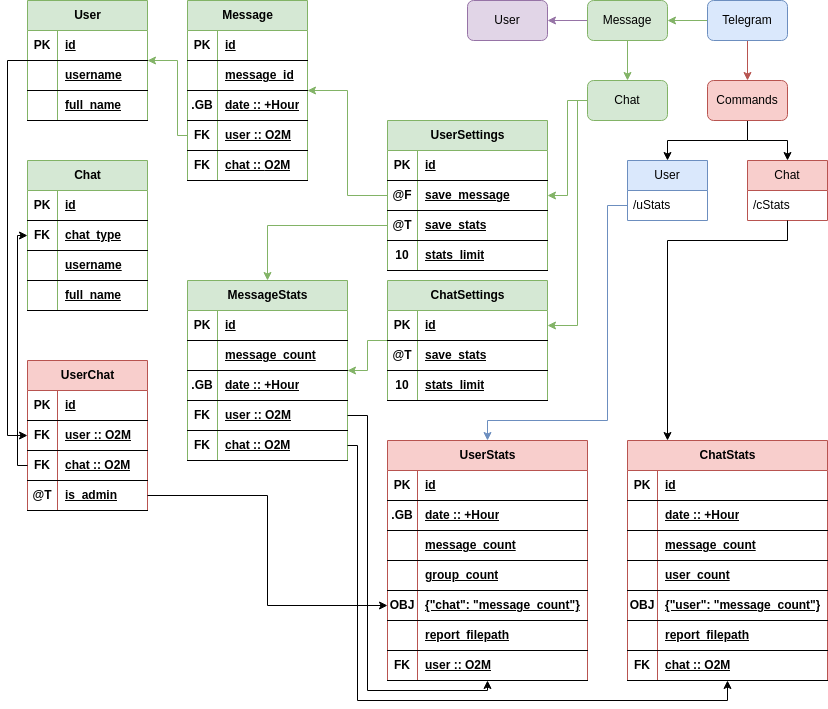 User
PK id
username
full_name
Message
PK id
message_id
.GB date :: +Hour
FK user :: O2M
FK chat :: O2M
User
Message
Telegram
Chat
Commands
User
/uStats
Chat
/cStats
UserSettings
PK id
@F save_message
@T save_stats
10 stats_limit
Chat
PK id
FK chat_type
username
full_name
MessageStats
PK id
message_count
.GB date :: +Hour
FK user :: O2M
FK chat :: O2M
ChatSettings
PK id
@T save_stats
10 stats_limit
UserChat
PK id
FK user :: O2M
FK chat :: O2M
@T is_admin
UserStats
PK id
.GB date :: +Hour
message_count
group_count
OBJ {"chat": "message_count"}
report_filepath
FK user :: O2M
ChatStats
PK id
date :: +Hour
message_count
user_count
OBJ {"user": "message_count"}
report_filepath
FK chat :: O2M